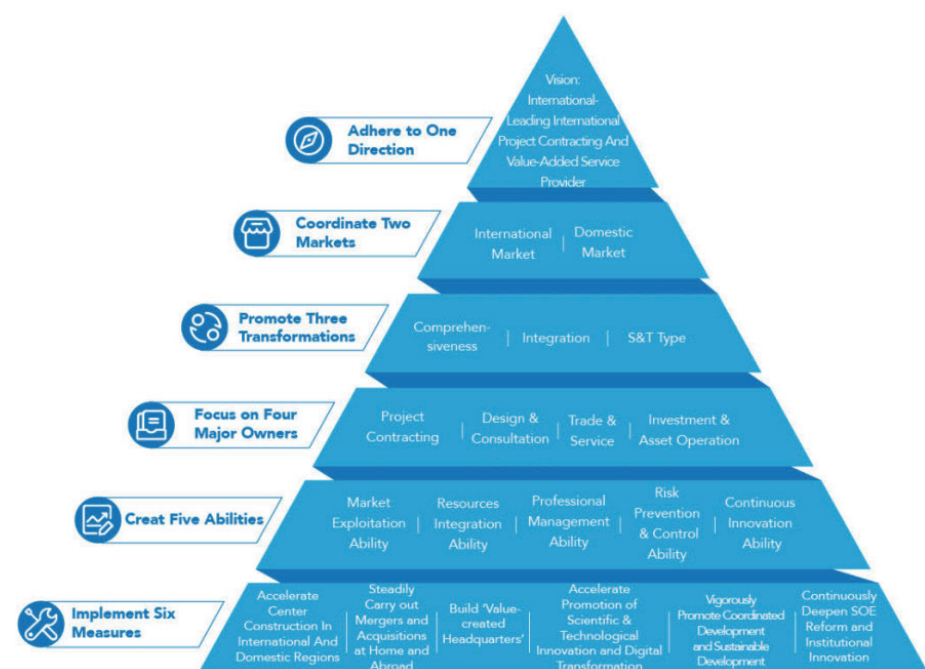 Vision:
International-
Leading International
Project Contracting And
Value-Added Service
Provider
Adhere to One
Direction
Coordinate Two
Markets
International
Market
Domestic
Market
Promote Three
Transformations
Comprehen-
siveness
Integration
S&T Type
Focus on Four
Major Owners
Project
Contracting
Design &
Consultation
Trade &
Service
Investment &
Asset Operation
Creat Five Abilities
Market
Exploitation
Ability
Resources
Integration
Ability
Professional
Management
Ability
Risk
Prevention
& Control
Ability
Continuous
Innovation
Ability
Implement Six
Measures
Accelerate
Center
Construction In
International And
Domestic Regions
Steadily
Carry out
Mergers and
Acquisitions
at Home and
Abroad
Build 'Value-
created
Headquarters'
Accelerate
Promotion of
Scientific &
Technological
Innovation and Digital
Transformation
Vigorously
Promote Coordinated
Development
and Sustainable
Development
Continuously
Deepen SOE
Reform and
Institutional
Innovation